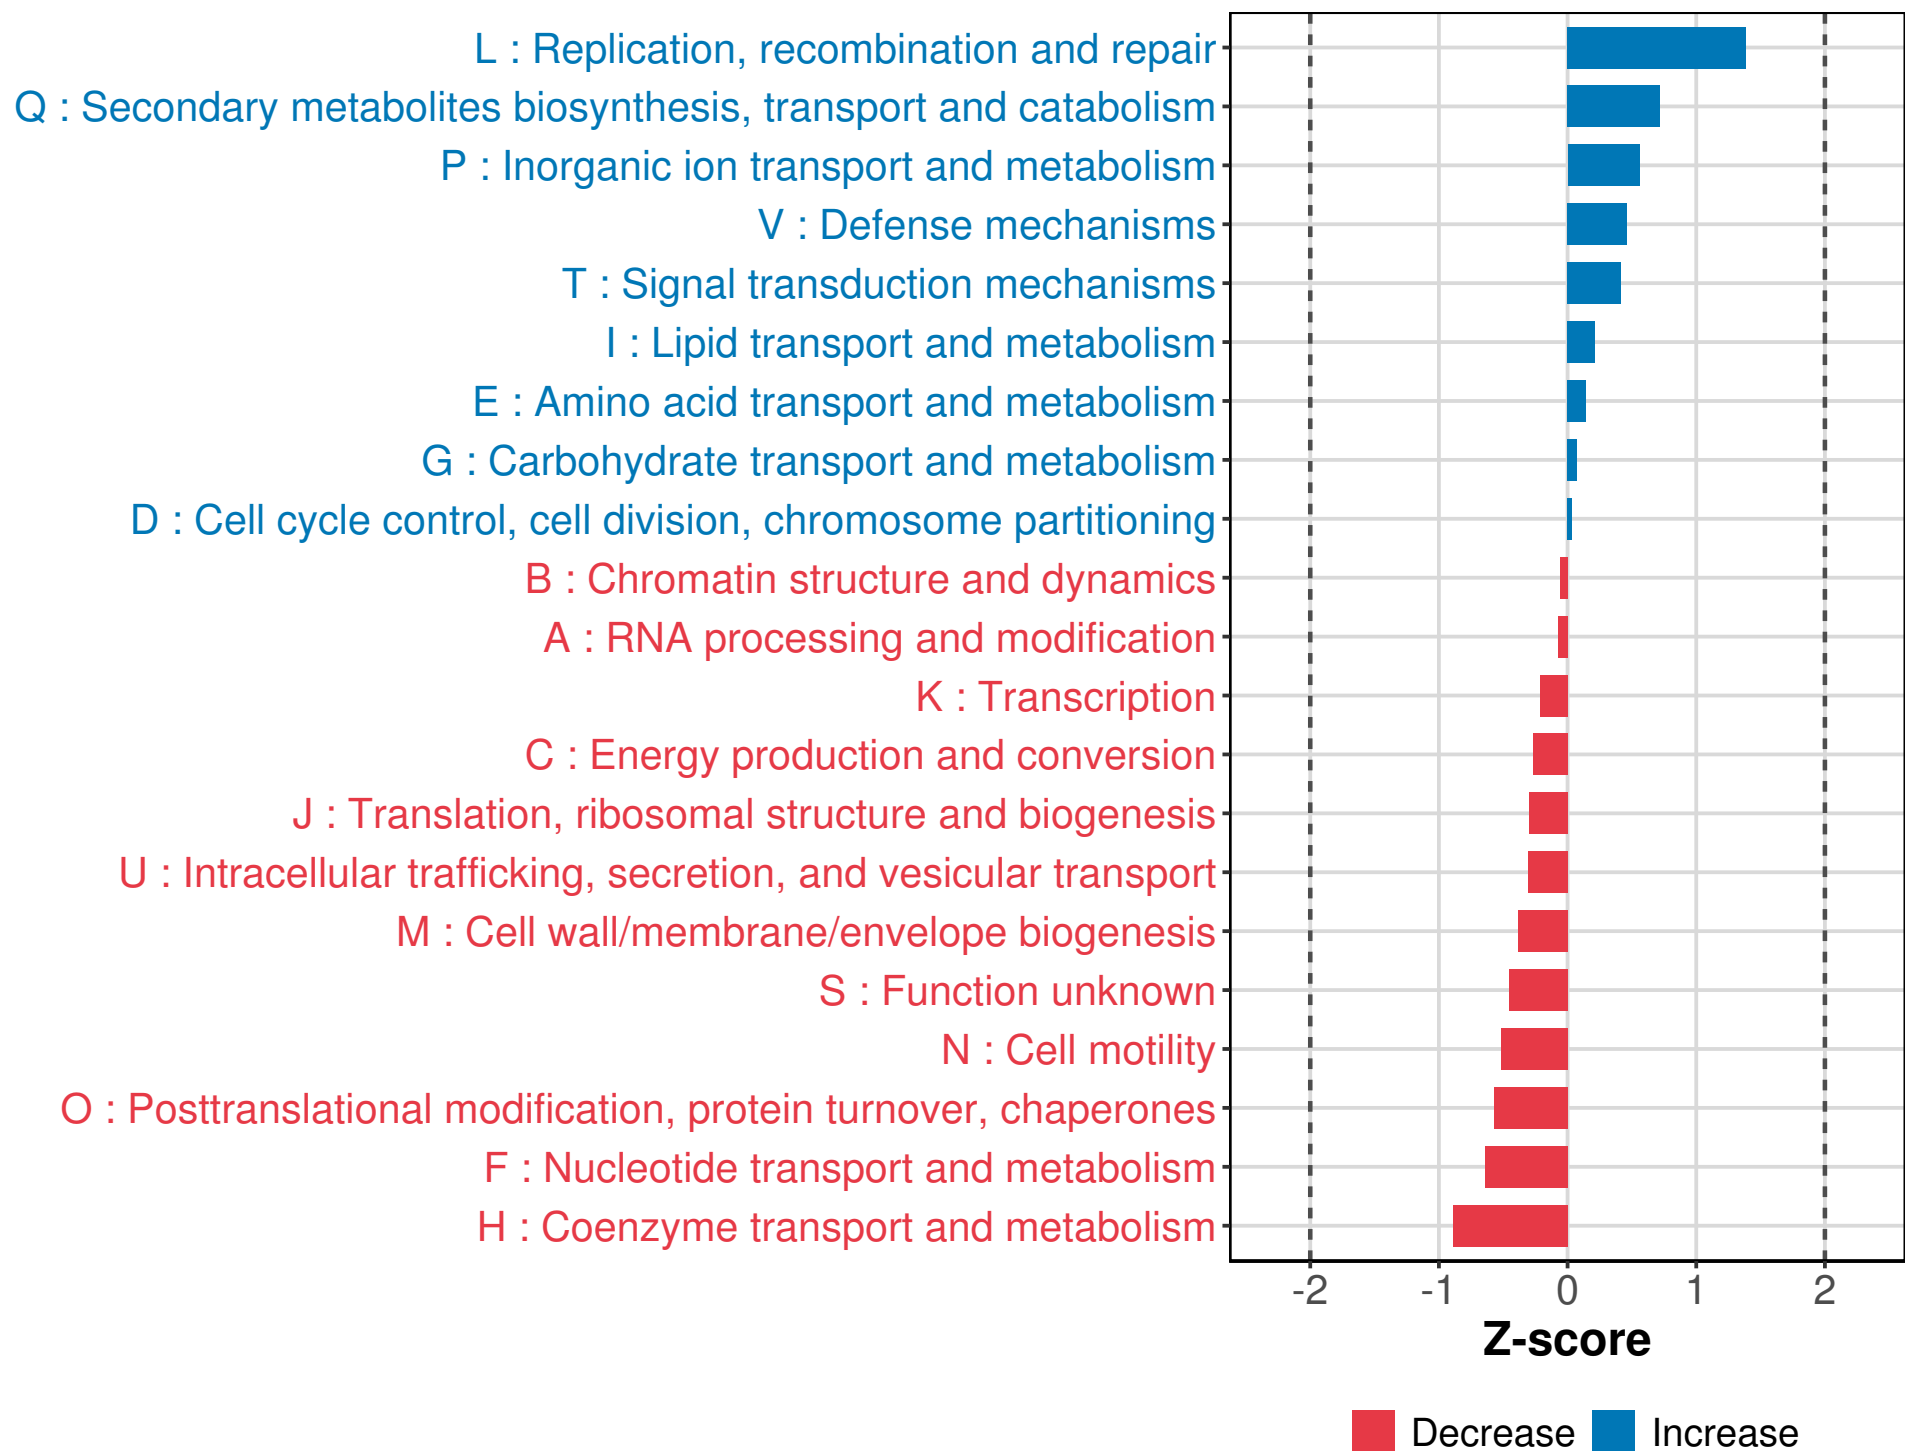 L : Replication, recombination and repair
Q : Secondary metabolites biosynthesis, transport and catabolism
P : Inorganic ion transport and metabolism
V : Defense mechanisms
T : Signal transduction mechanisms
I : Lipid transport and metabolism
E : Amino acid transport and metabolism
G : Carbohydrate transport and metabolism
D : Cell cycle control, cell division, chromosome partitioning
B : Chromatin structure and dynamics
A : RNA processing and modification
K : Transcription
C : Energy production and conversion
J : Translation, ribosomal structure and biogenesis
U : Intracellular trafficking, secretion, and vesicular transport
M : Cell wall/membrane/envelope biogenesis
S : Function unknown
N : Cell motility
O : Posttranslational modification, protein turnover, chaperones
F : Nucleotide transport and metabolism
H : Coenzyme transport and metabolism
-2 -1 0 1 2
Z-score
Decrease Increase